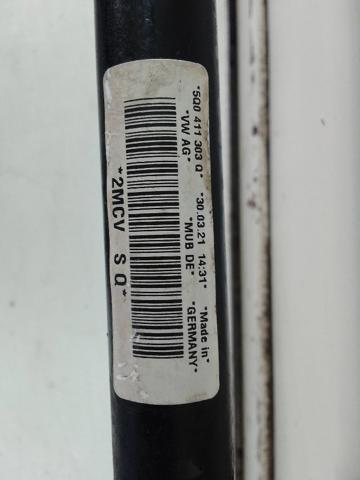 *5Q0 411 303 Q* *30.03.21 14:31* *Made in*
*VW AG* *MUB DE* *GERMANY*
*2MCV S Q*